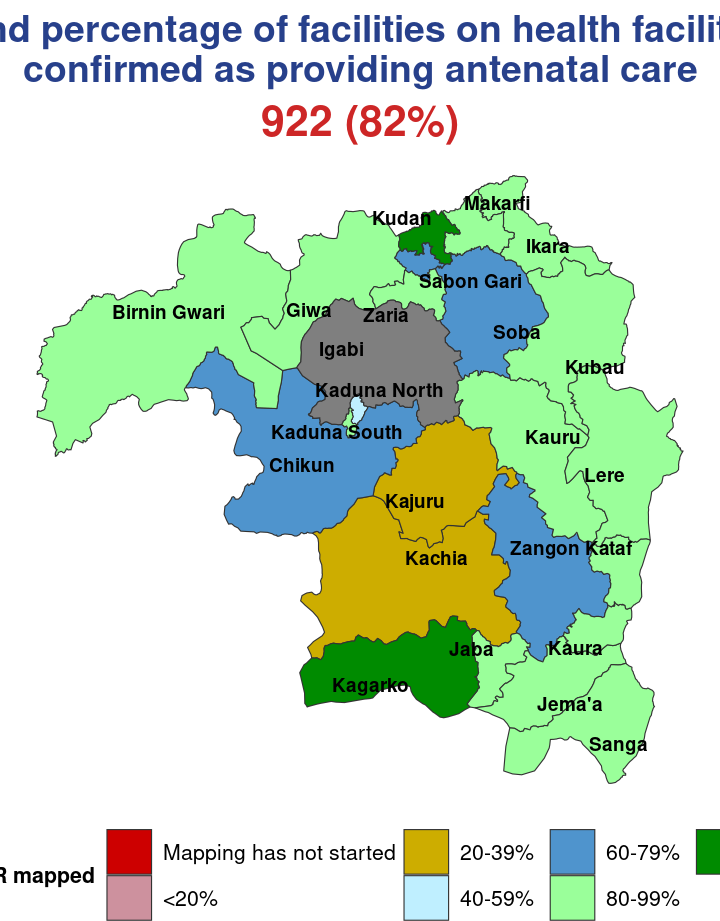 nd percentage of facilities on health facilit
confirmed as providing antenatal care
922 (82%)
Makarfi
Kudan
Ikara
Sabon Gari
Birnin Gwari
Giwa
Zaria
Soba
Igabi
Kubau
Kaduna North
Kaduna South
Kauru
Chikun
Lere
Kajuru
Zangon Kataf
Kachia
Jaba
Kaura
Kagarko
Jema'a
Sanga
R mapped
Mapping has not started
20-39%
60-79%
<20%
40-59%
80-99%